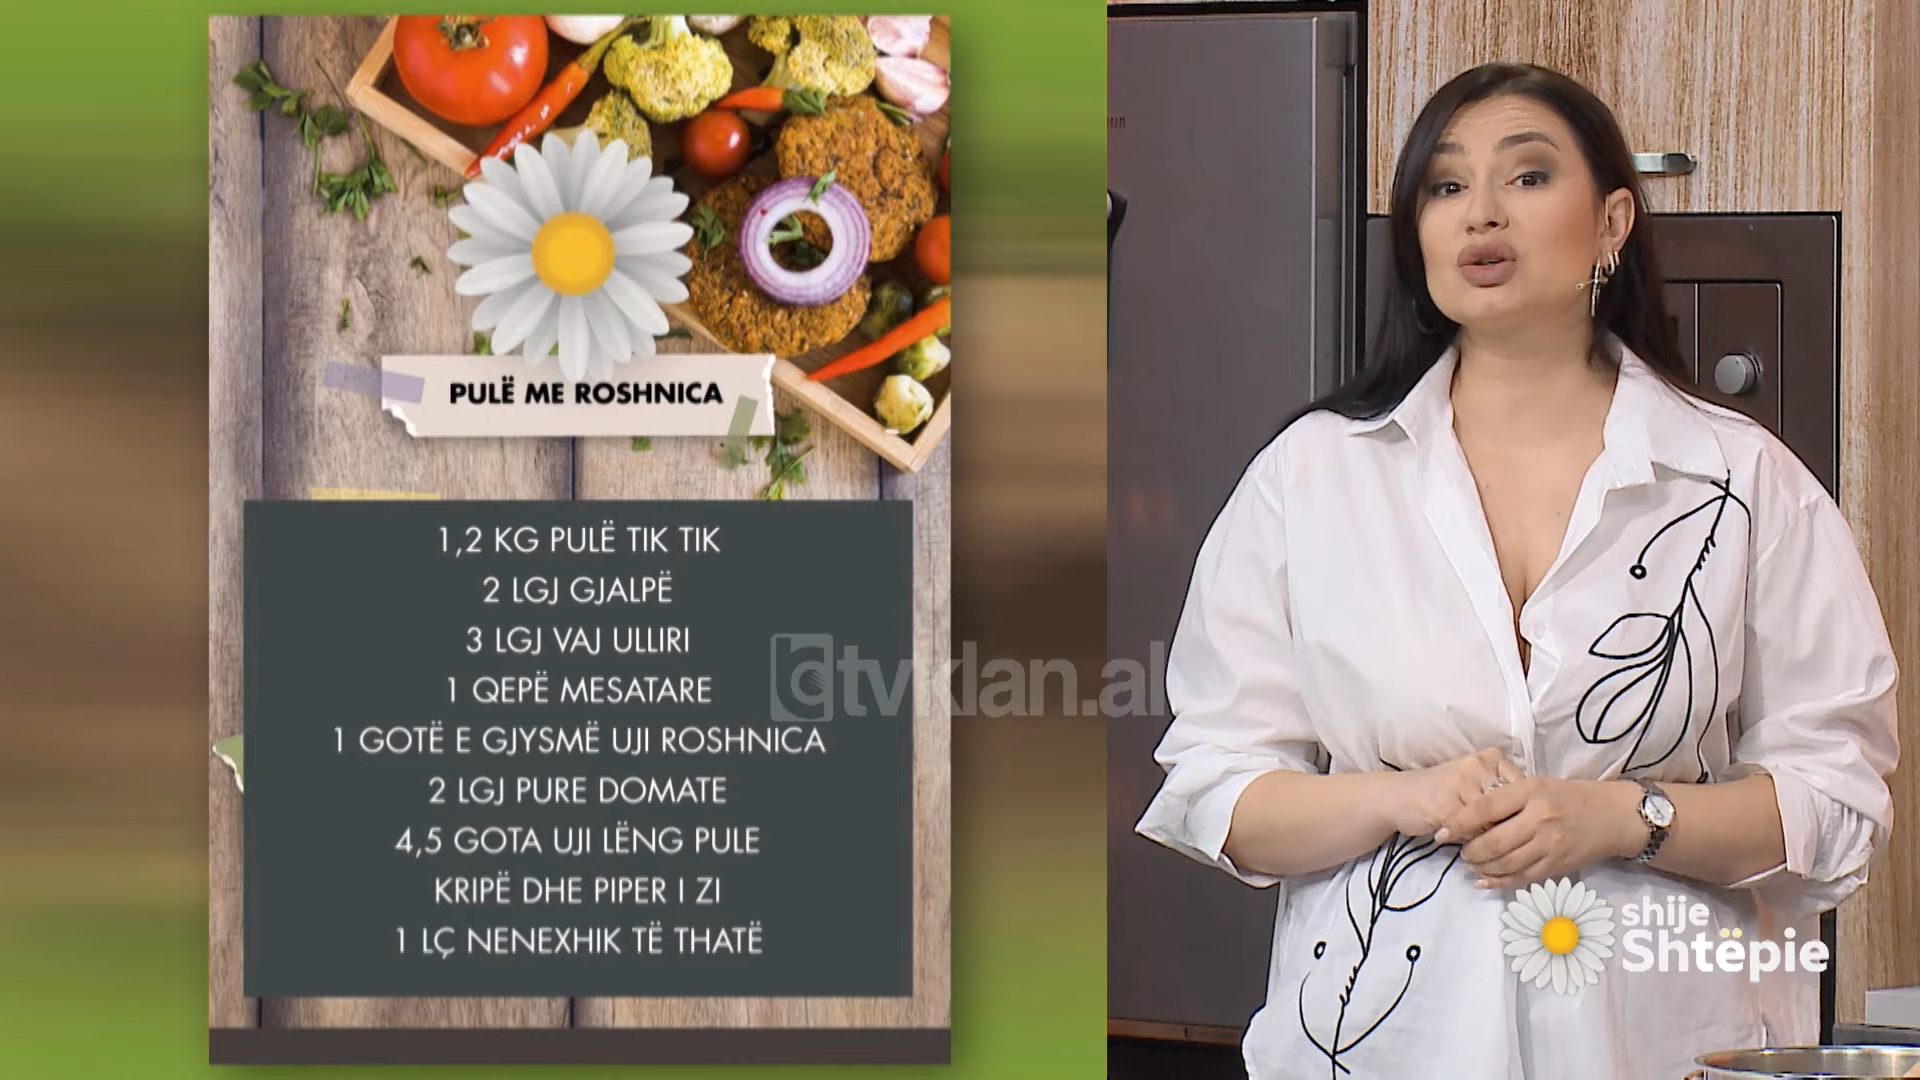 PULË ME ROSHNICA
1,2 KG PULË TIK TIK
2 LGJ GJALPË
3 LGJ VAJ ULLIRI
1 QEPË MESATARE
1 GOTË E GJYSMË UJI ROSHNICA
2 LGJ PURE DOMATE
4,5 GOTA UJI LËNG PULE
KRIPË DHE PIPER I ZI
1 LÇ NENEXHIK TË THATË
tvklan.al
shije
Shtëpie